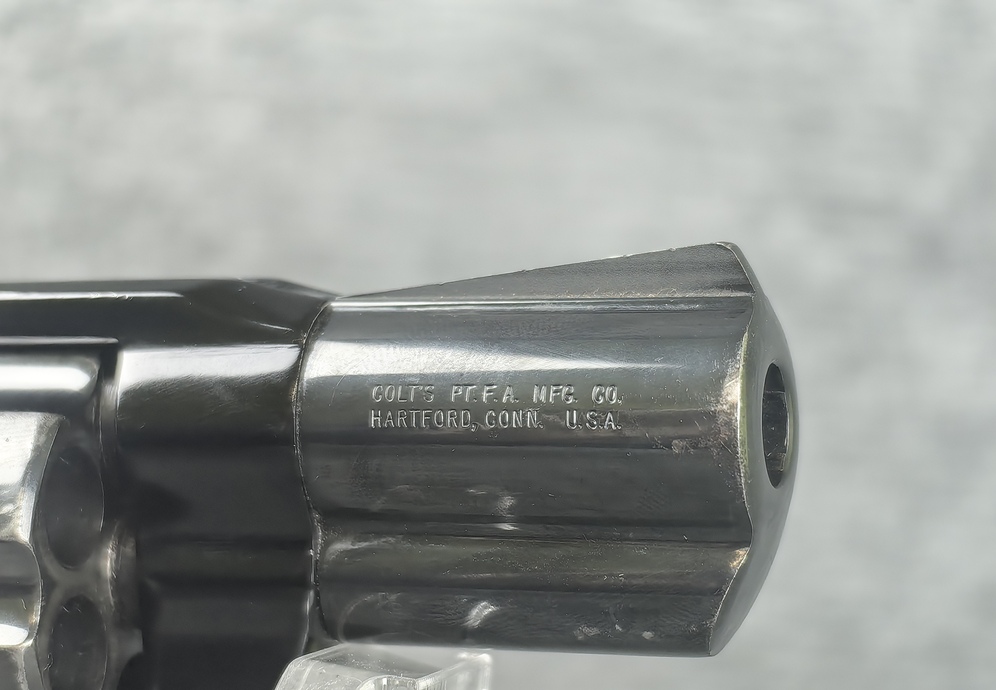 COLT'S PT. F. A. MFG. CO.
HARTFORD, CONN. U.S.A.